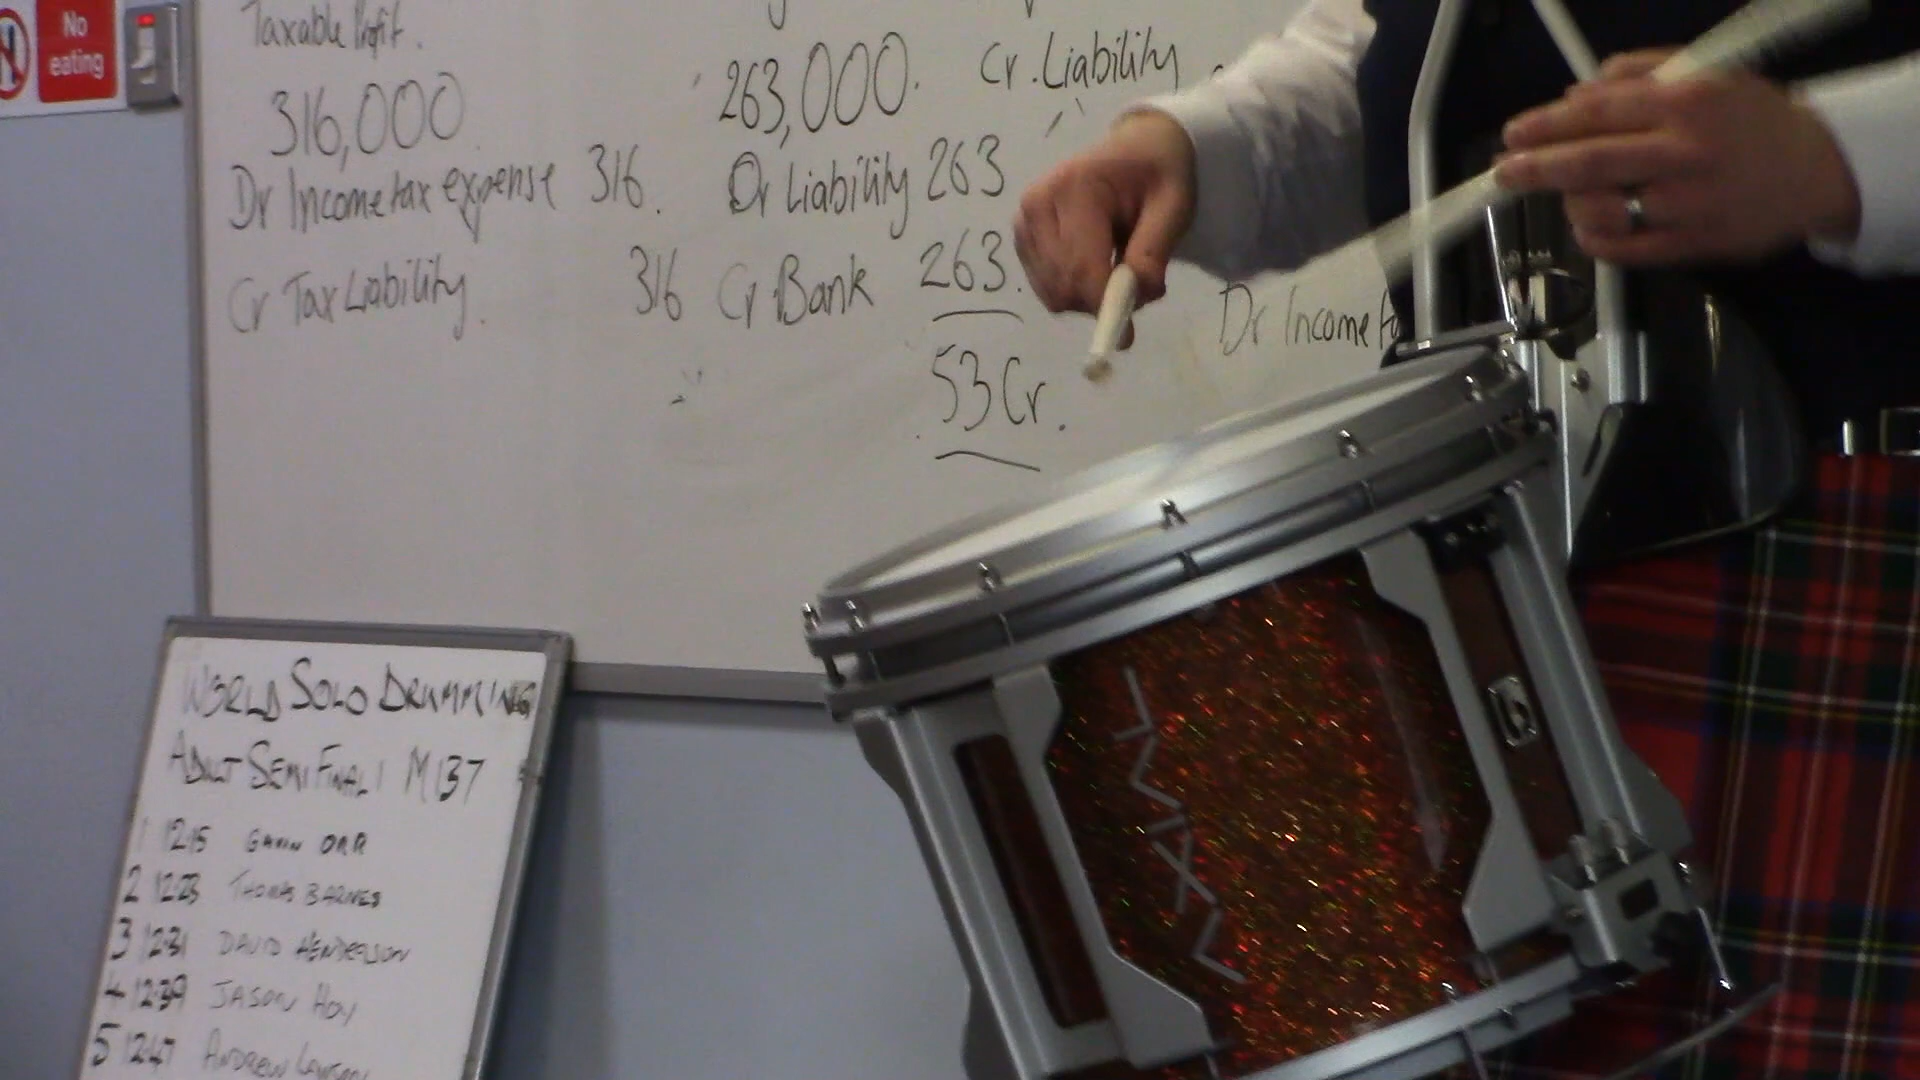 No
eating
Taxable Profit.
316,000
Dr Income tax expense 316.
Cr Tax Liability. 316
263,000. Cr. Liability
Dr Liability 263
Cr Bank 263.
53 Cr.
Dr Income
WORLD SOLO DRUMMING
ADULT SEMI FINAL 1 M137
1 12:15 GAVIN ORR
2 12:23 THOMAS BARNES
3 12:31 DAVID HENDERSON
4 12:39 JASON HOY
5 12:47 ANDREW LAWSON